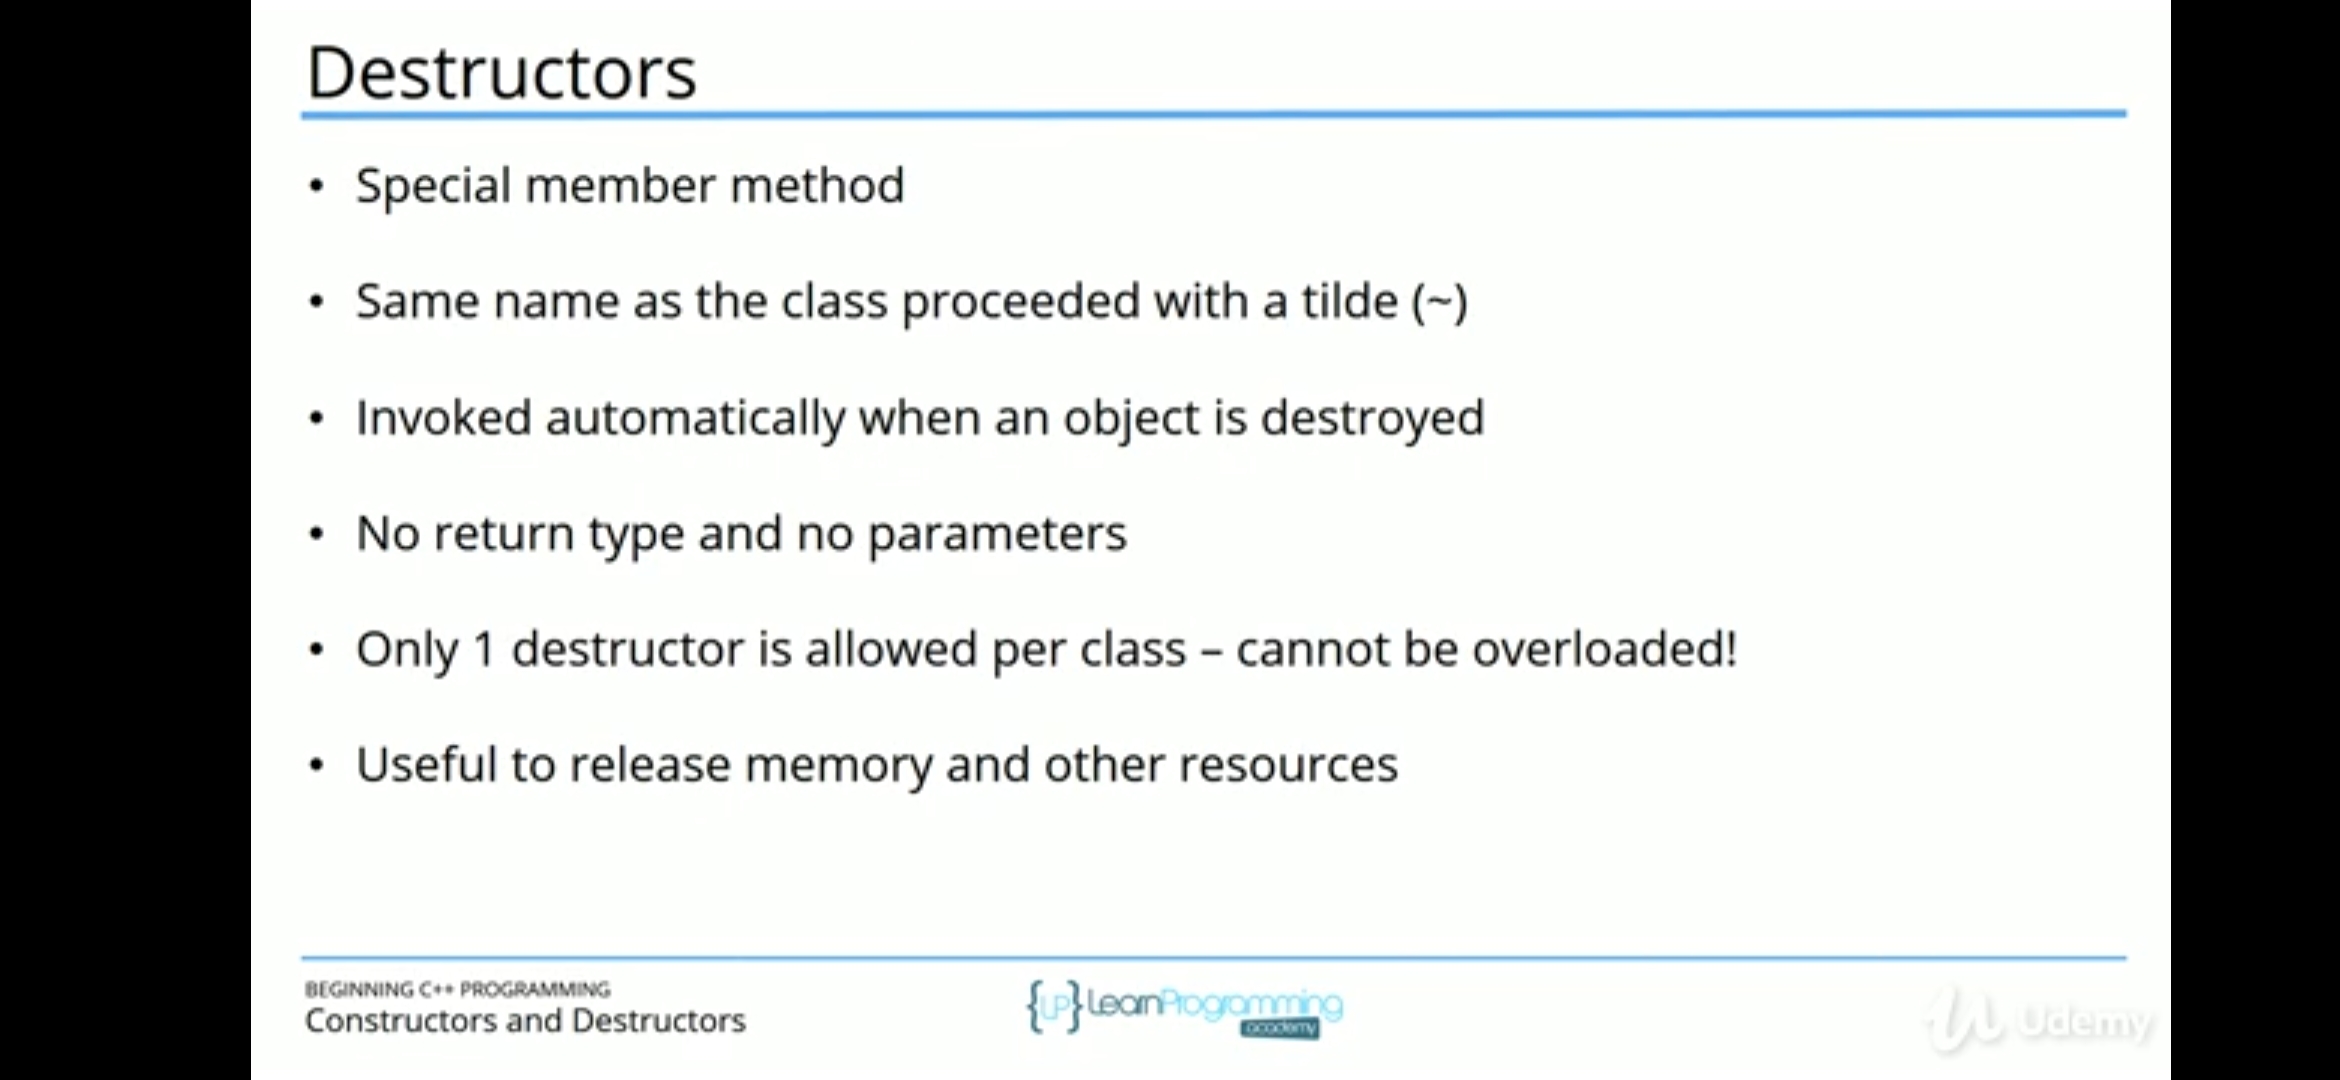 Destructors
• Special member method
• Same name as the class proceeded with a tilde (~)
• Invoked automatically when an object is destroyed
• No return type and no parameters
• Only 1 destructor is allowed per class – cannot be overloaded!
• Useful to release memory and other resources
BEGINNING C++ PROGRAMMING
Constructors and Destructors
{LP} LearnProgramming
academy
Udemy